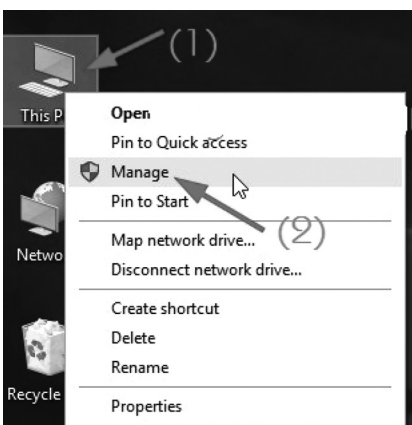 (1)
This P
Open
Pin to Quick access
Manage
Pin to Start
(2)
Netwo
Map network drive...
Disconnect network drive...
Create shortcut
Delete
Rename
Recycle
Properties